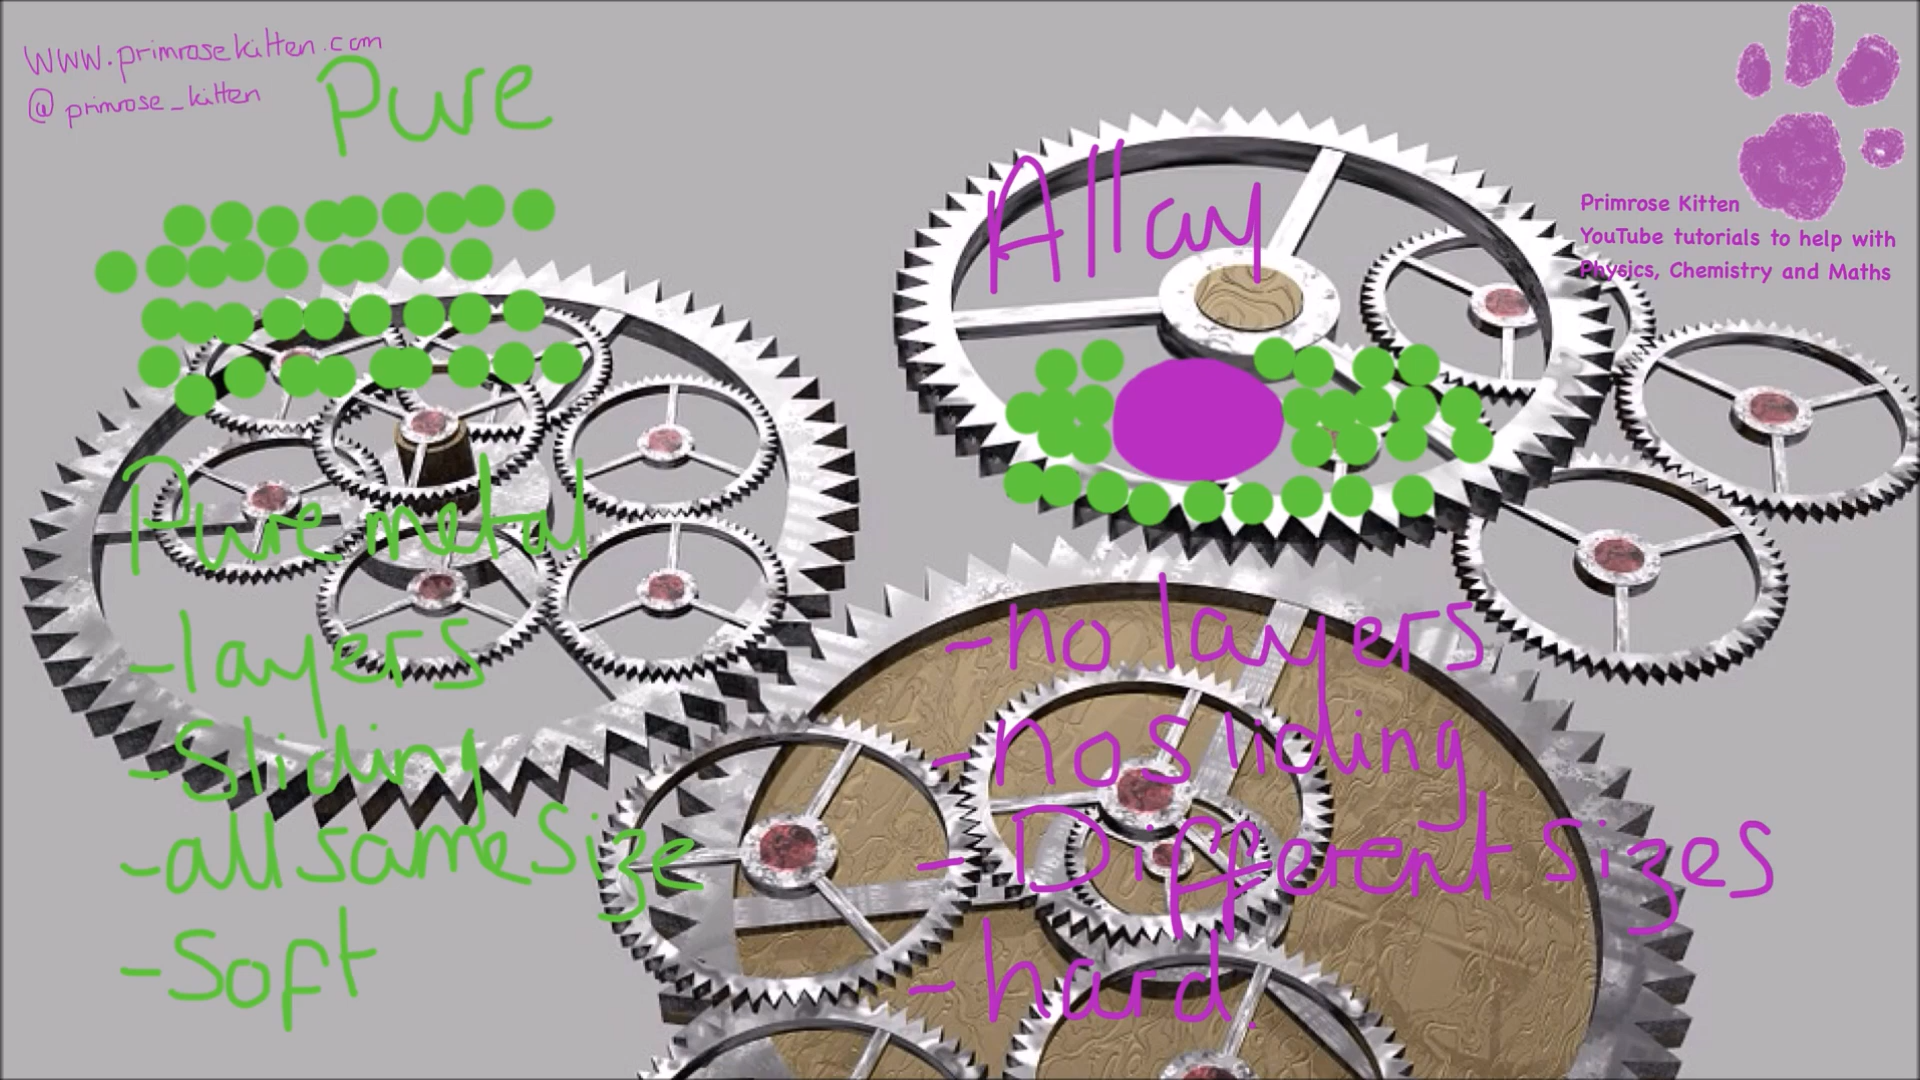 www.primrosekitten.com
@primrose_kitten
Pure
Alloy
Primrose Kitten
YouTube tutorials to help with
Physics, Chemistry and Maths
Pure metal
-layers
-Sliding
-all same size
-Soft
-no layers
-no sliding
-Different sizes
-hard.